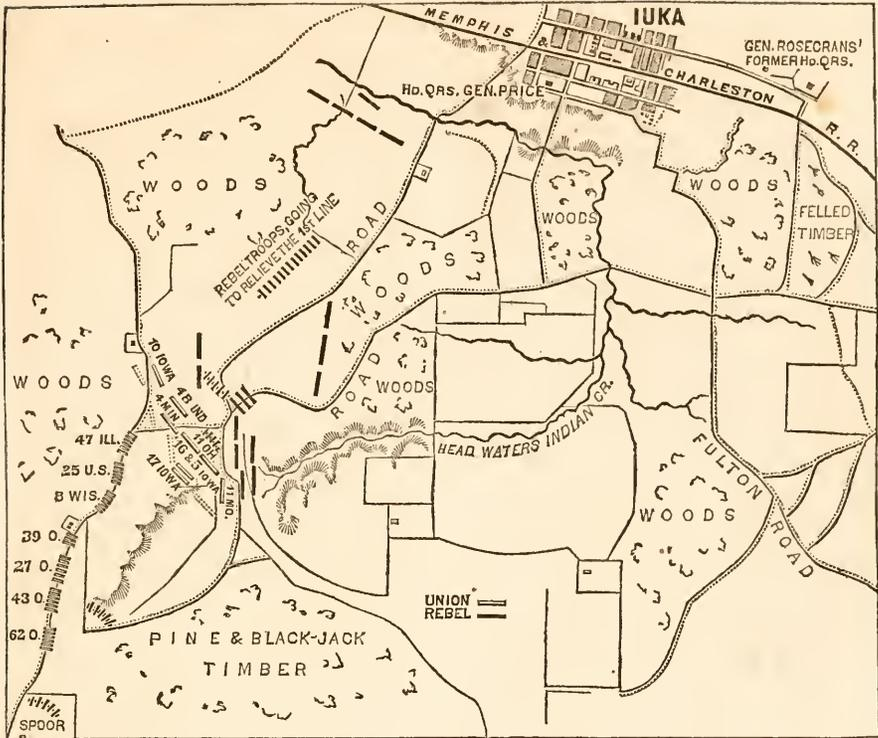 IUKA
MEMPHIS & CHARLESTON R. R.
GEN. ROSECRANS'
FORMER HD. QRS.
HD. QRS. GEN. PRICE
WOODS
WOODS
WOODS
FELLED
TIMBER
REBEL TROOPS, GOING
TO RELIEVE THE 1ST LINE
ROAD
WOODS
WOODS
ROAD
WOODS
10 IOWA
48 IND
4 MIN
11 OH
16 & 5 IOWA
17 IOWA
11 MO.
47 ILL.
25 U.S.
8 WIS.
39 O.
27 O.
43 O.
62 O.
HEAD WATERS INDIAN CR.
FULTON ROAD
WOODS
UNION
REBEL
PINE & BLACK-JACK
TIMBER
SPOOR